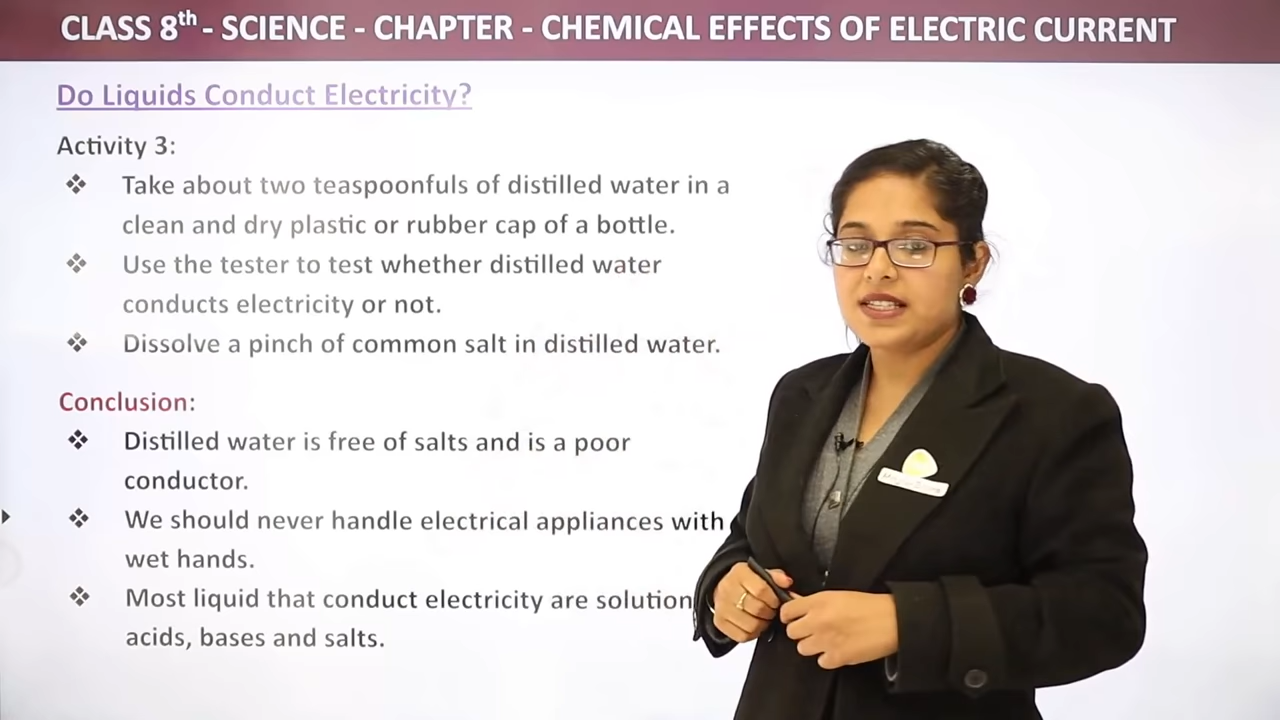 CLASS 8th - SCIENCE - CHAPTER - CHEMICAL EFFECTS OF ELECTRIC CURRENT
Do Liquids Conduct Electricity?
Activity 3:
❖ Take about two teaspoonfuls of distilled water in a
clean and dry plastic or rubber cap of a bottle.
❖ Use the tester to test whether distilled water
conducts electricity or not.
❖ Dissolve a pinch of common salt in distilled water.
Conclusion:
❖ Distilled water is free of salts and is a poor
conductor.
❖ We should never handle electrical appliances with
wet hands.
❖ Most liquid that conduct electricity are solution
acids, bases and salts.